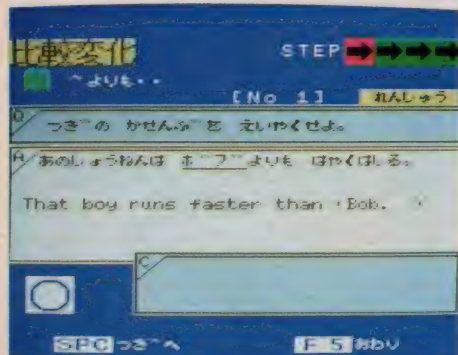 比較変化
STEP
～よりも・・
[No 1]
れんしゅう
B つぎの かせんぶを えいやくせよ。
A あのしょうねんは ボブよりも はやくはしる。
That boy runs faster than (Bob. )
C
SPC つぎへ
F 5 おわり